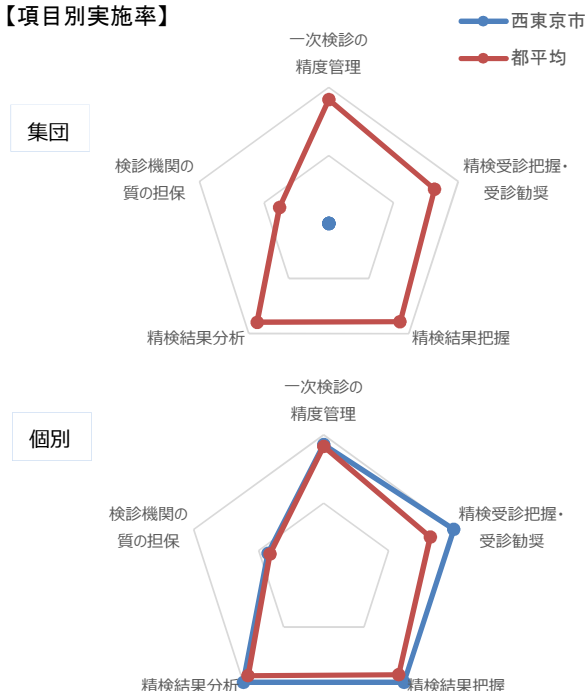 【項目別実施率】
西東京市
都平均
集団
一次検診の
精度管理
検診機関の
質の担保
精検受診把握・
受診勧奨
精検結果分析
精検結果把握
個別
一次検診の
精度管理
検診機関の
質の担保
精検受診把握・
受診勧奨
精検結果分析
精検結果把握